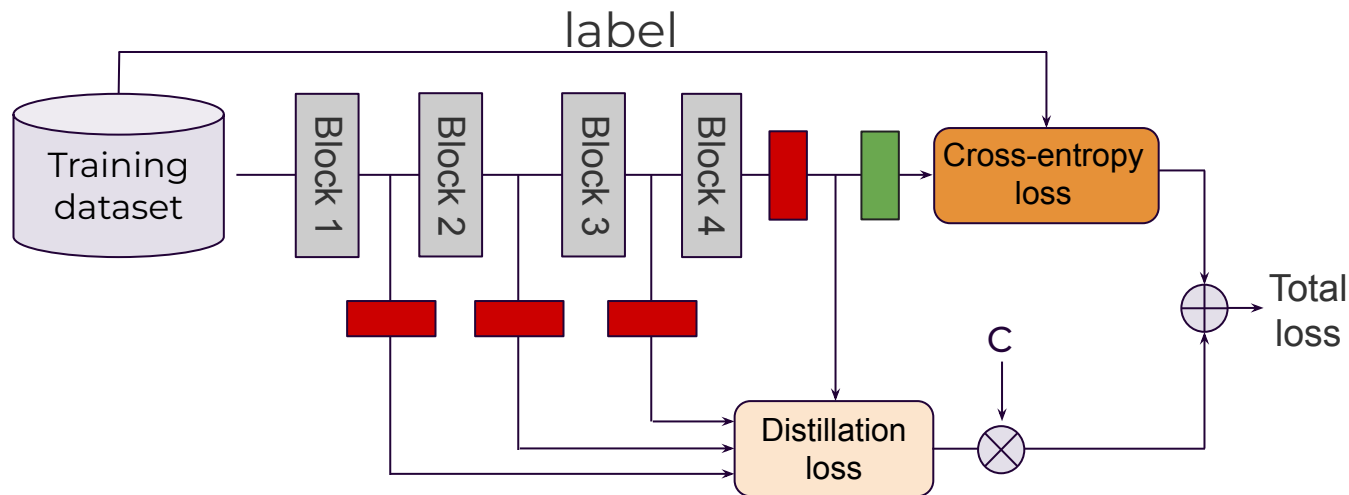 label
Training
dataset
Block 1
Block 2
Block 3
Block 4
Cross-entropy
loss
Total
loss
C
Distillation
loss